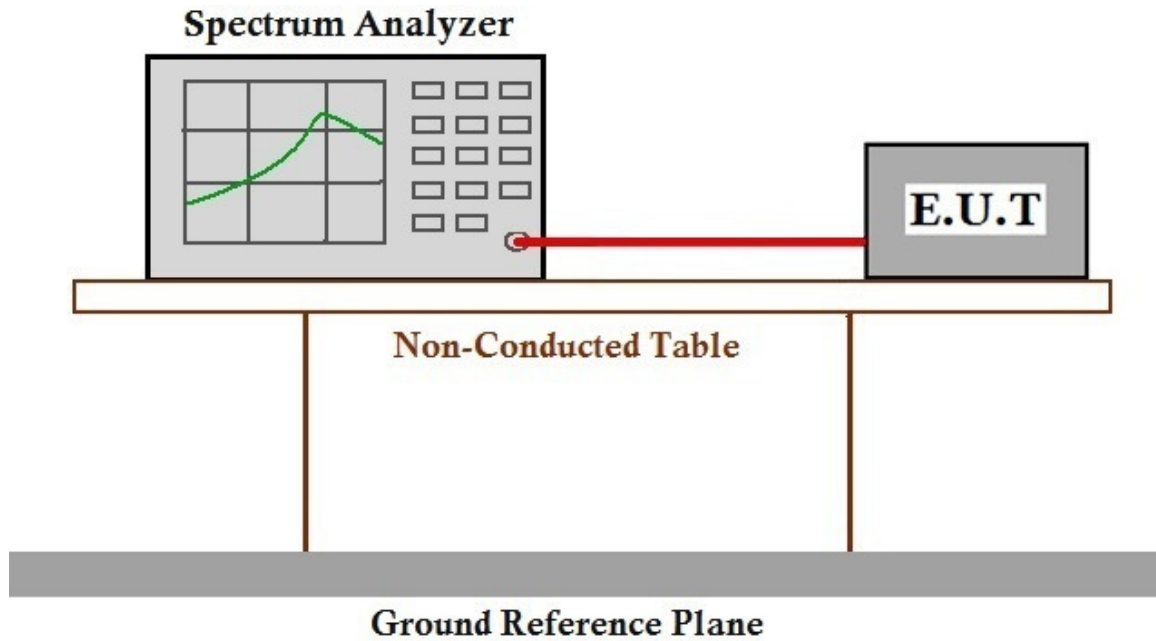 Spectrum Analyzer
E.U.T
Non-Conducted Table
Ground Reference Plane